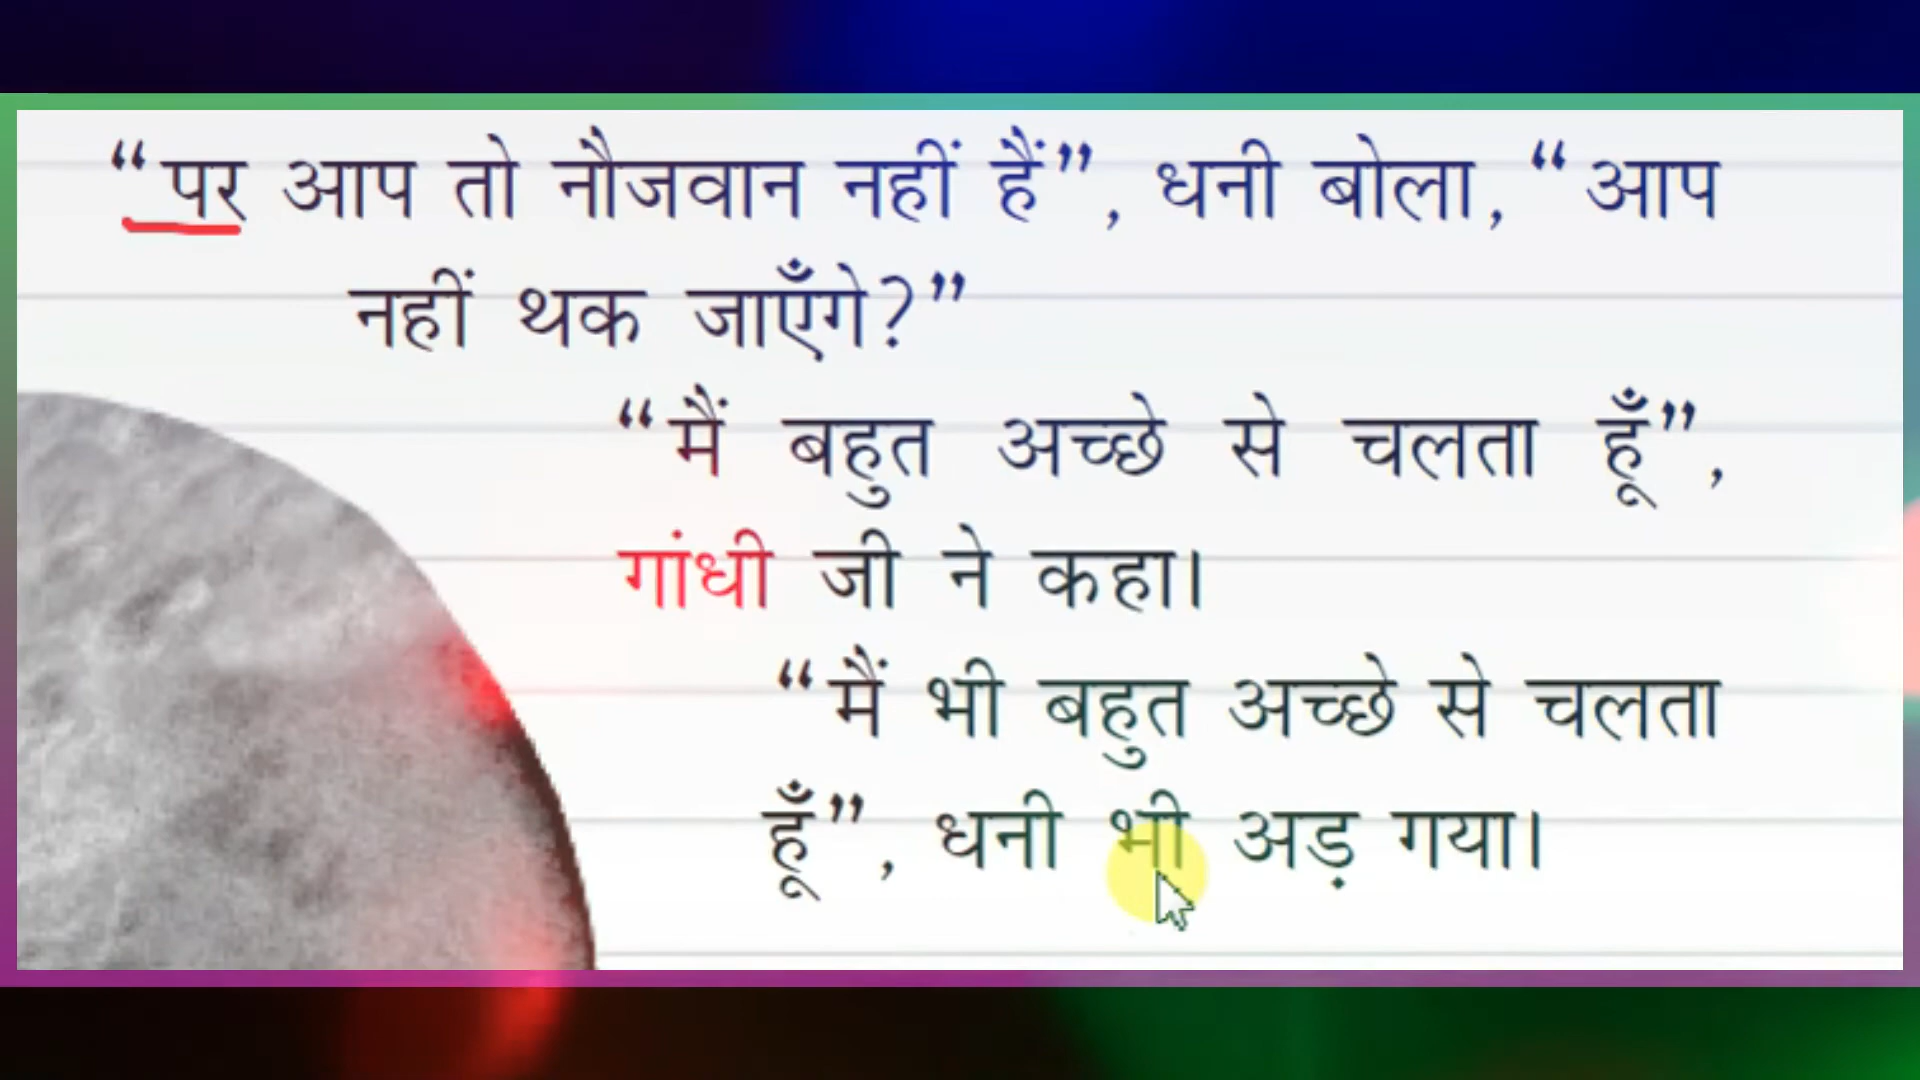 “पर आप तो नौजवान नहीं हैं”, धनी बोला, “आप
नहीं थक जाएँगे?”
“मैं बहुत अच्छे से चलता हूँ”,
गांधी जी ने कहा।
“मैं भी बहुत अच्छे से चलता
हूँ”, धनी भी अड़ गया।